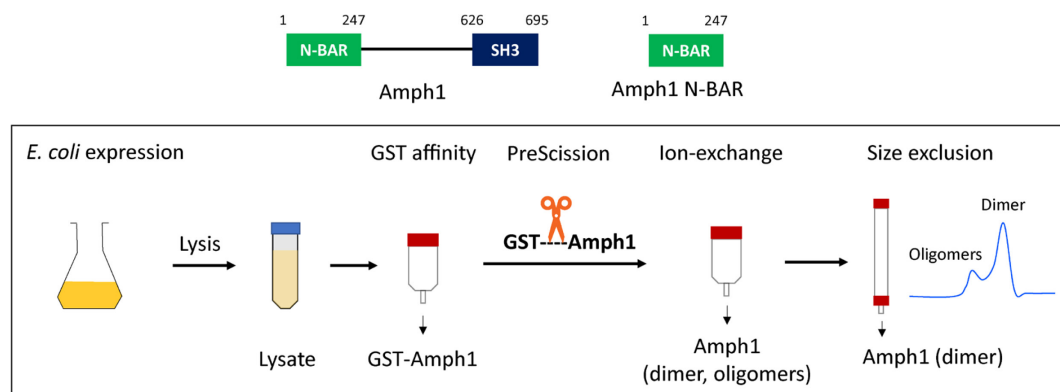 1 247 626 695 1 247
N-BAR SH3 N-BAR
Amph1 Amph1 N-BAR
E. coli expression GST affinity PreScission Ion-exchange Size exclusion
Dimer
Lysis GST----Amph1 Oligomers
Lysate GST-Amph1 Amph1 Amph1 (dimer)
(dimer, oligomers)